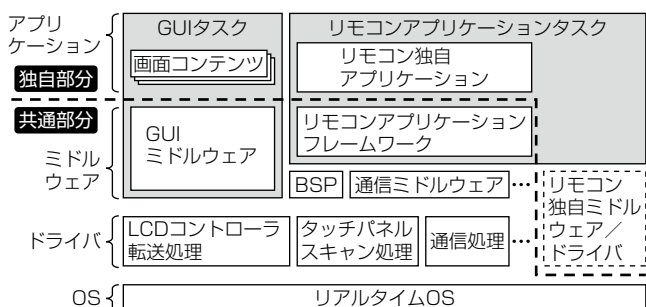 アプリ
ケーション
独自部分
共通部分
ミドル
ウェア
ドライバ
OS
GUIタスク
画面コンテンツ
GUI
ミドルウェア
リモコンアプリケーションタスク
リモコン独自
アプリケーション
リモコンアプリケーション
フレームワーク
BSP
通信ミドルウェア
…
リモコン
独自ミドル
ウェア／
ドライバ
LCDコントローラ
転送処理
タッチパネル
スキャン処理
通信処理
…
リアルタイムOS